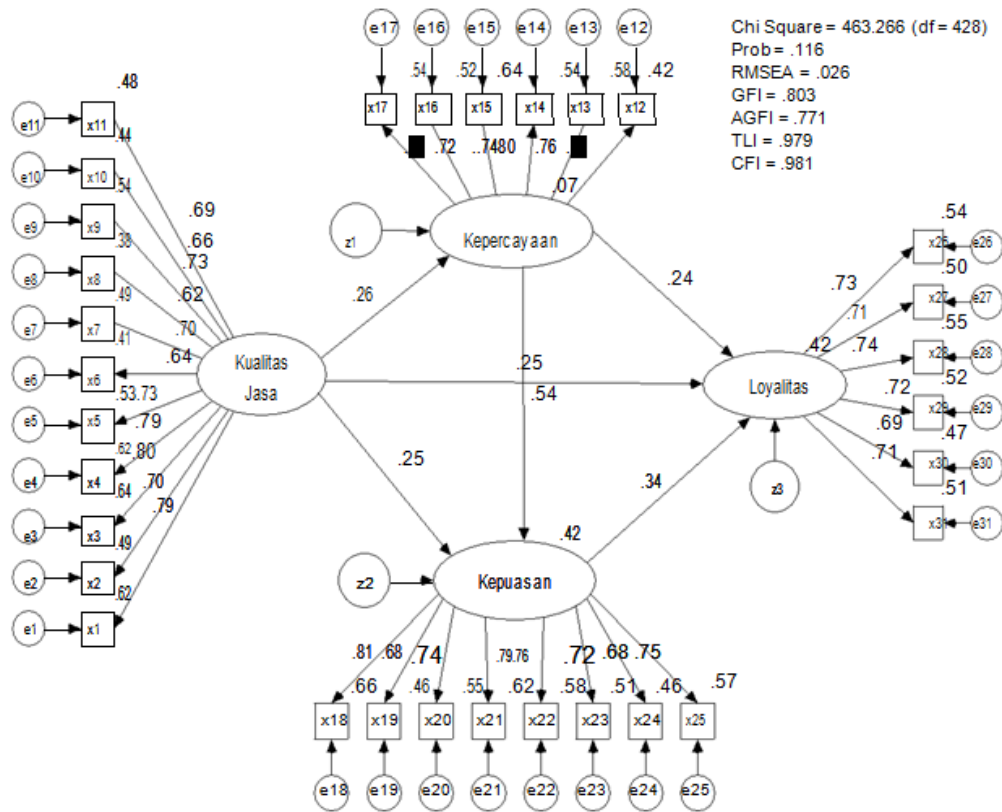 e17 e16 e15 e14 e13 e12
Chi Square = 463.266 (df = 428)
Prob = .116
RMSEA = .026
GFI = .803
AGFI = .771
TLI = .979
CFI = .981
.54 .52 .64 .54 .58 .42
x17 x16 x15 x14 x13 x12
.72 .74 80 .76
.07
.48
e11 x11
.44
e10 x10
.54
e9 x9
.38
e8 x8
.49
e7 x7
.41
e6 x6
.53 .73
e5 x5
.79
.62 .80
e4 x4
.64 .70
e3 x3
.49 .79
e2 x2
.62
e1 x1
.69
.66
.73
.62
.70
.64
z1
Kepercayaan
.26
.24
Kualitas
Jasa
.25
.54
.25
.34
.42
Loyalitas
z3
.54
x26 e26
.73 .50
x27 e27
.71 .55
.74 x28 e28
.52
.72 x29 e29
.69 .47
x30 e30
.71 .51
x31 e31
.42
z2
Kepuasan
.81 .68 .74 .79 .76 .72 .68 .75
.66 .46 .55 .62 .58 .51 .46 .57
x18 x19 x20 x21 x22 x23 x24 x25
e18 e19 e20 e21 e22 e23 e24 e25